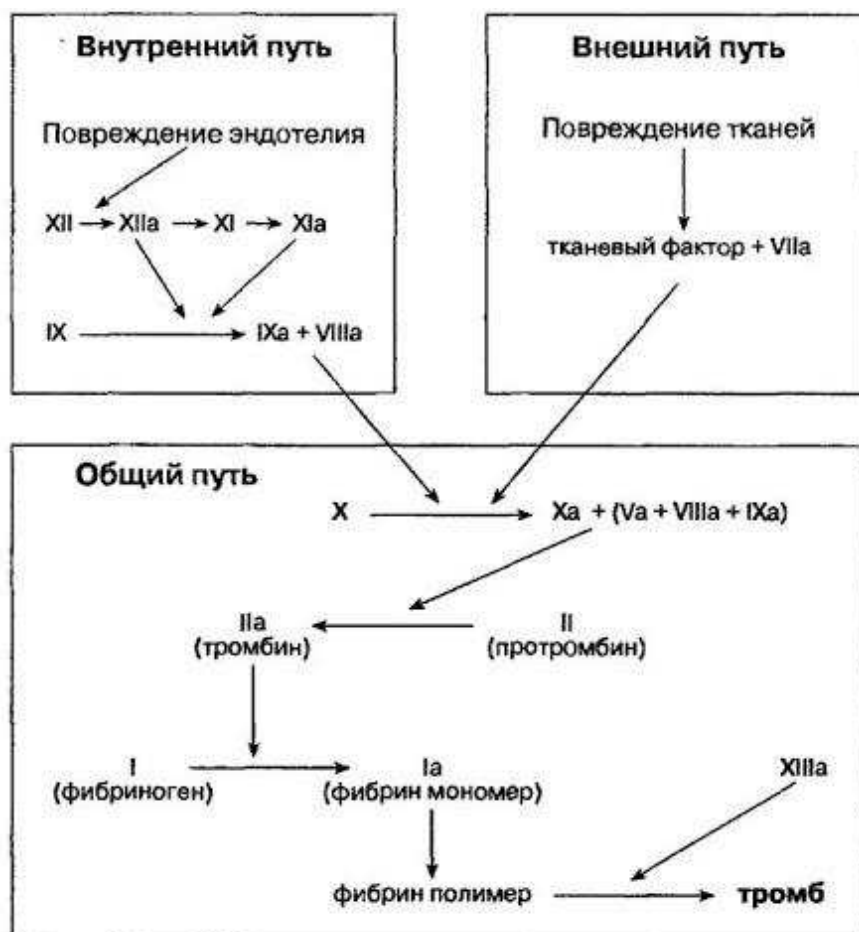 Внутренний путь
Повреждение эндотелия
XII XIIa XI XIa
IX IXa + VIIIa
Внешний путь
Повреждение тканей
тканевый фактор + VIIa
Общий путь
X Xa + (Va + VIIIa + IXa)
IIa II
(тромбин) (протромбин)
I Ia XIIIa
(фибриноген) (фибрин мономер)
фибрин полимер тромб